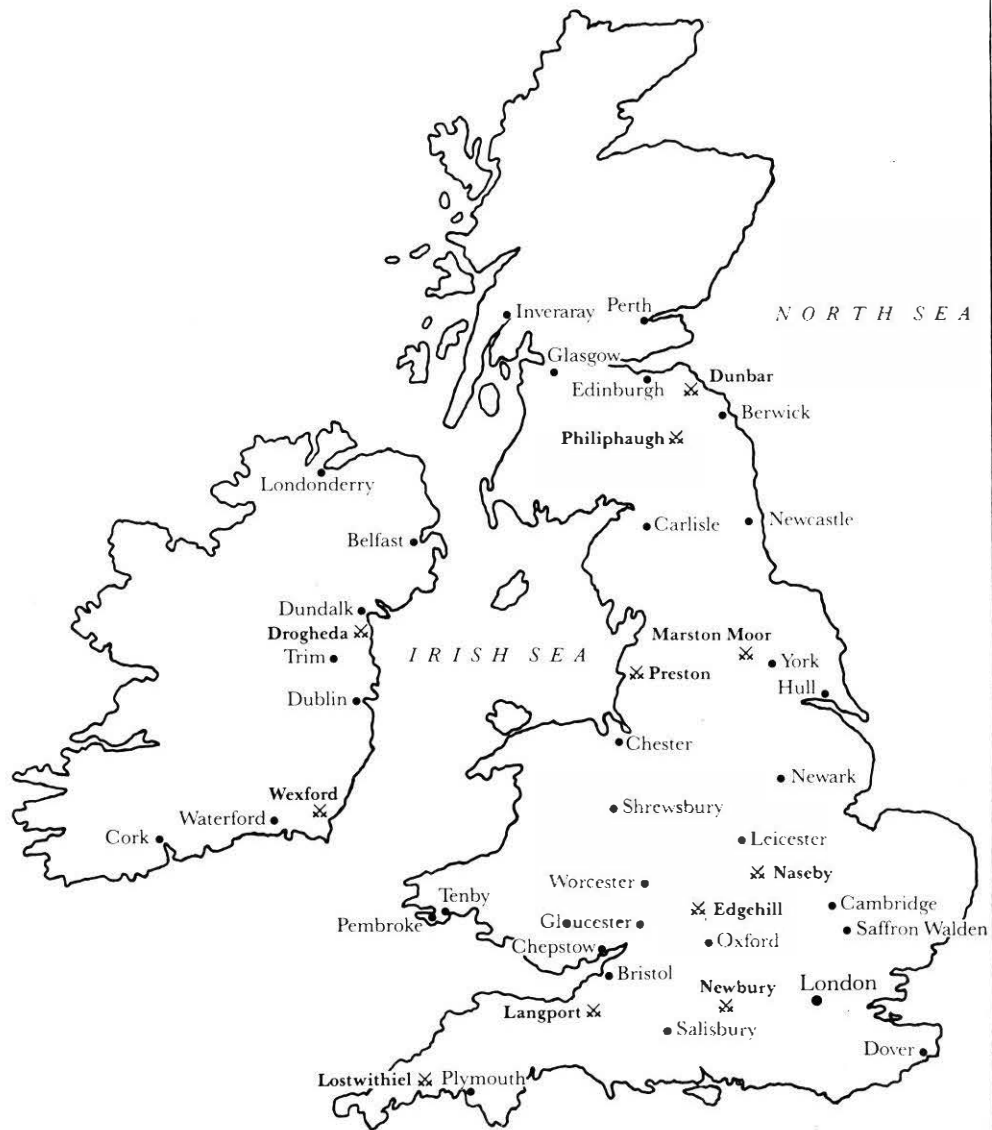 Inveraray
Perth
NORTH SEA
Glasgow
Edinburgh
Dunbar
Berwick
Philiphaugh
Londonderry
Carlisle
Newcastle
Belfast
Dundalk
Drogheda
Trim
IRISH SEA
Marston Moor
York
Preston
Hull
Dublin
Chester
Newark
Wexford
Shrewsbury
Waterford
Cork
Leicester
Naseby
Worcester
Tenby
Pembroke
Edgehill
Cambridge
Gloucester
Saffron Walden
Oxford
Chepstow
Bristol
Newbury
London
Langport
Salisbury
Dover
Lostwithiel
Plymouth